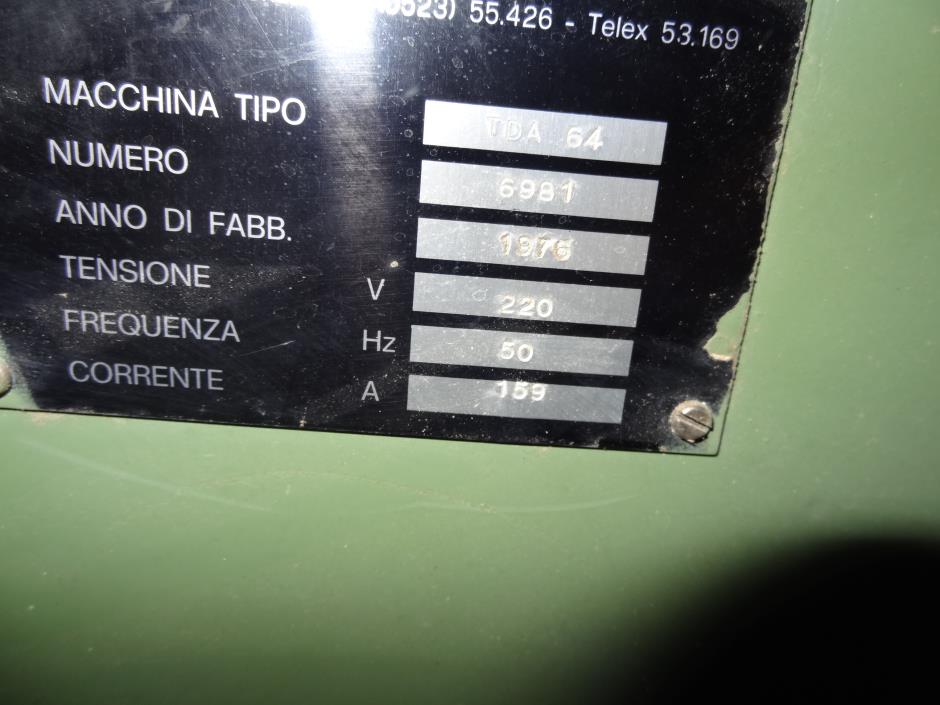 0523) 55.426 - Telex 53.169
MACCHINA TIPO TDA 64
NUMERO 6981
ANNO DI FABB. 1976
TENSIONE V 220
FREQUENZA Hz 50
CORRENTE A 159